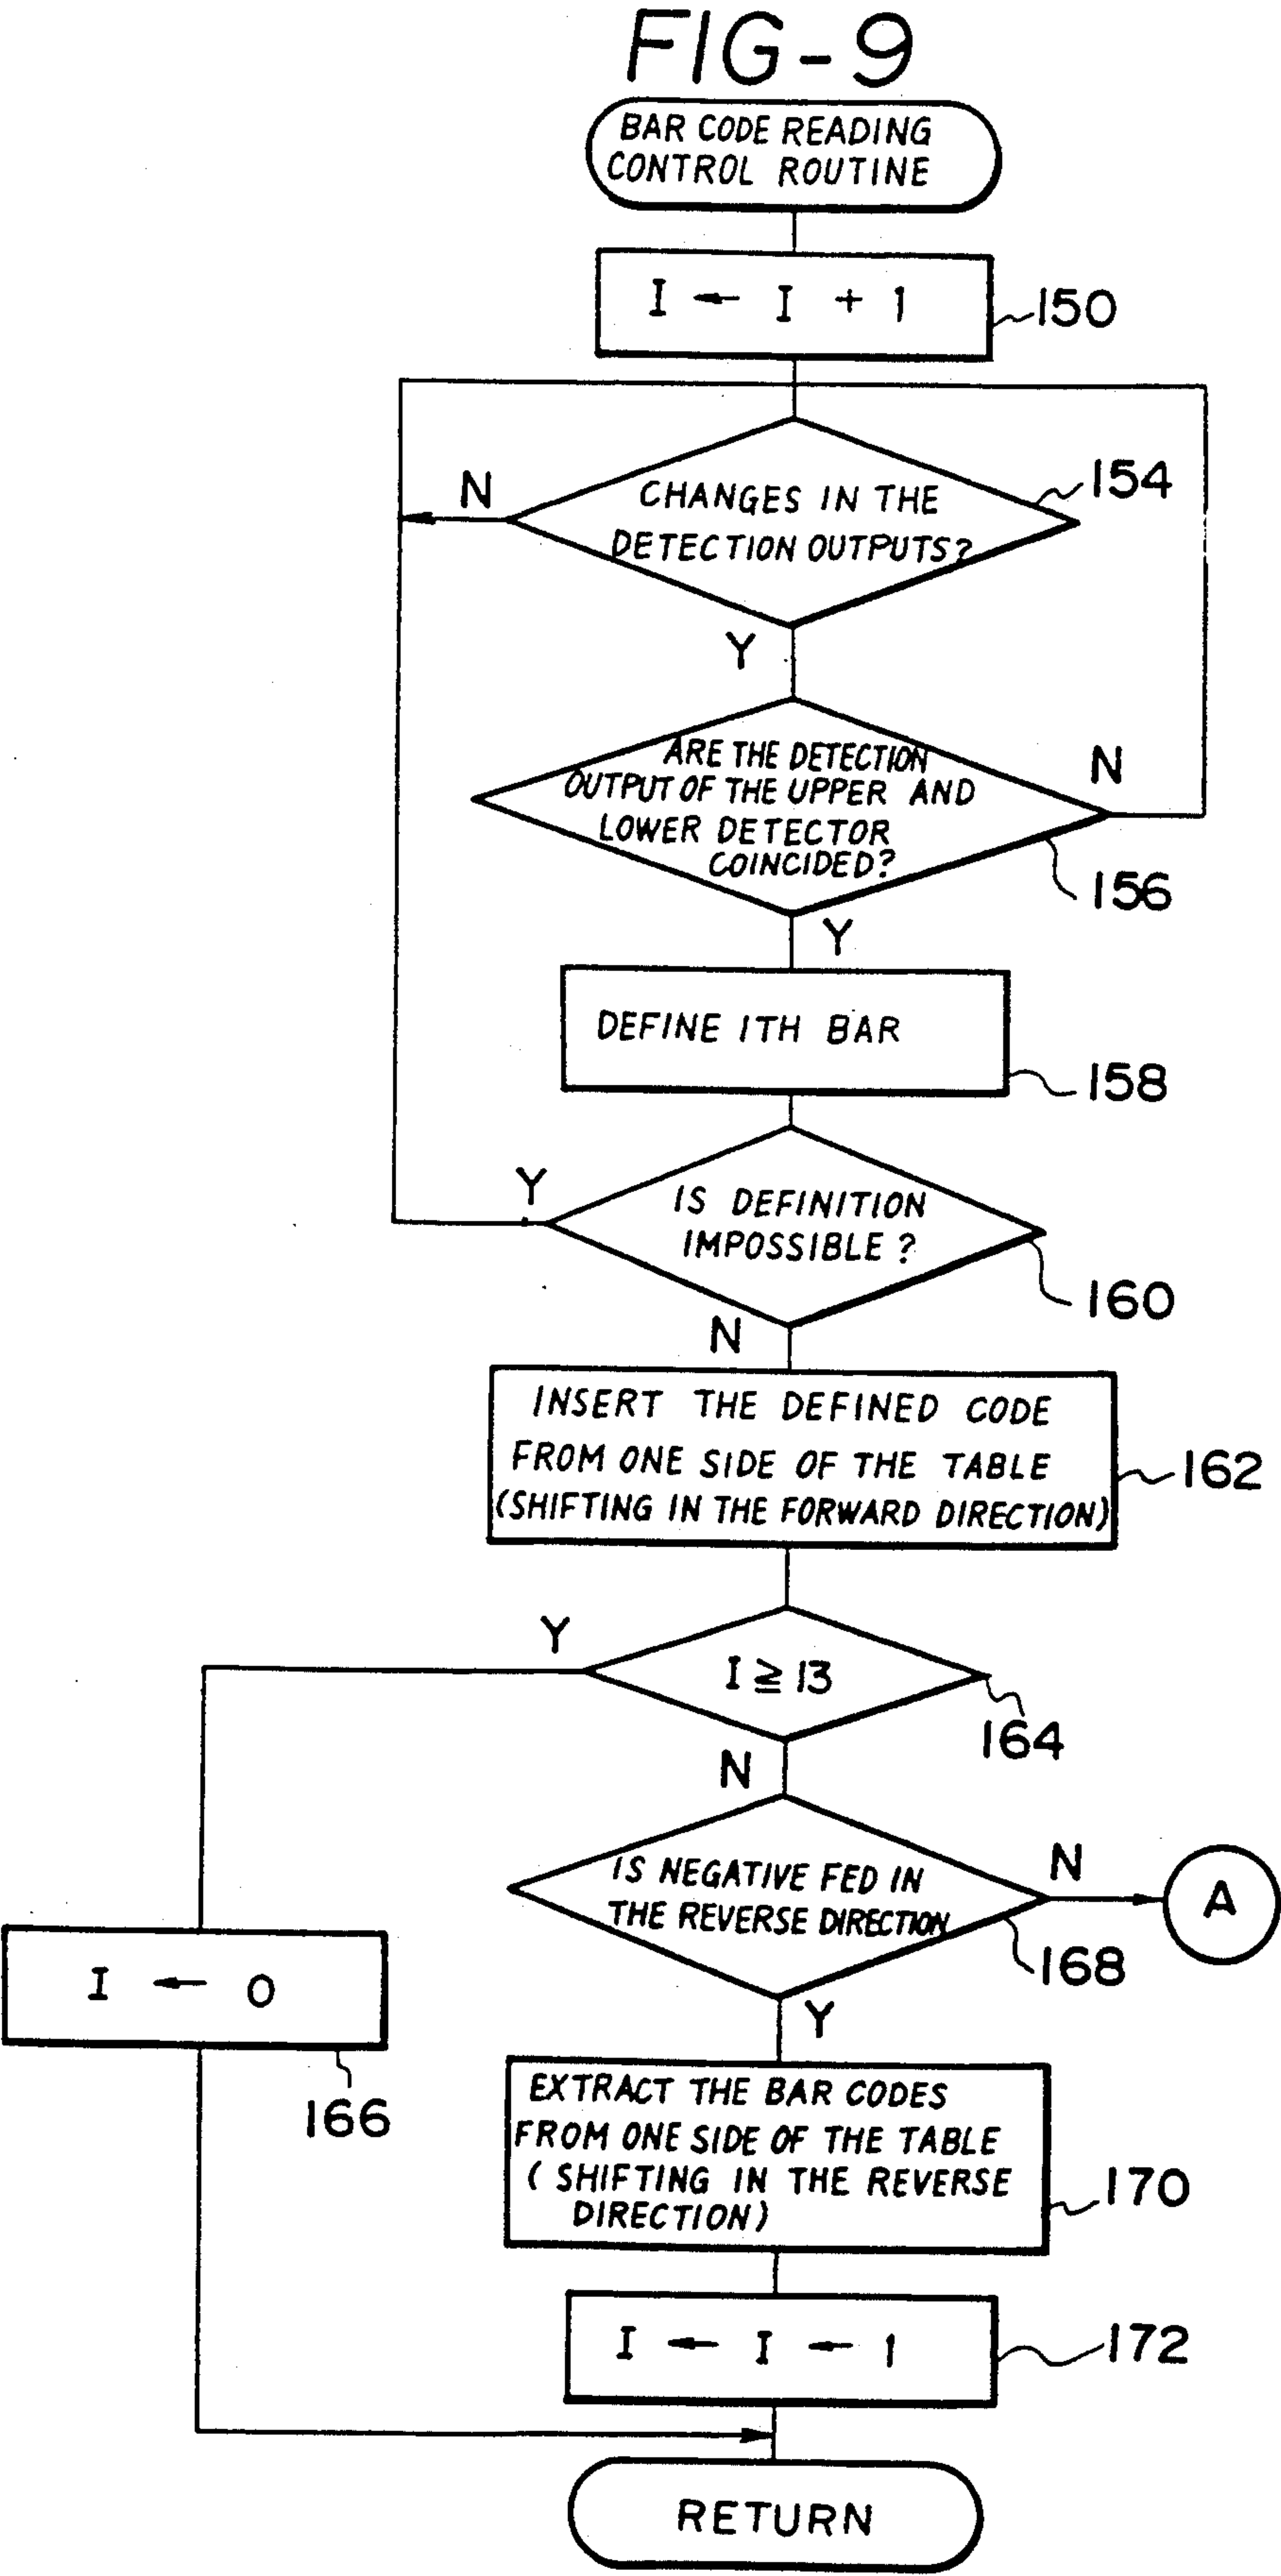 FIG-9
BAR CODE READING
CONTROL ROUTINE
I ← I + 1
150
N
CHANGES IN THE
DETECTION OUTPUTS?
154
Y
ARE THE DETECTION
OUTPUT OF THE UPPER AND
LOWER DETECTOR
COINCIDED?
N
156
Y
DEFINE ITH BAR
158
Y
IS DEFINITION
IMPOSSIBLE?
160
N
INSERT THE DEFINED CODE
FROM ONE SIDE OF THE TABLE
(SHIFTING IN THE FORWARD DIRECTION)
162
Y
I ≧ 13
164
N
IS NEGATIVE FED IN
THE REVERSE DIRECTION
N
A
168
I ← 0
166
Y
EXTRACT THE BAR CODES
FROM ONE SIDE OF THE TABLE
( SHIFTING IN THE REVERSE
DIRECTION)
170
I ← I ← 1
172
RETURN